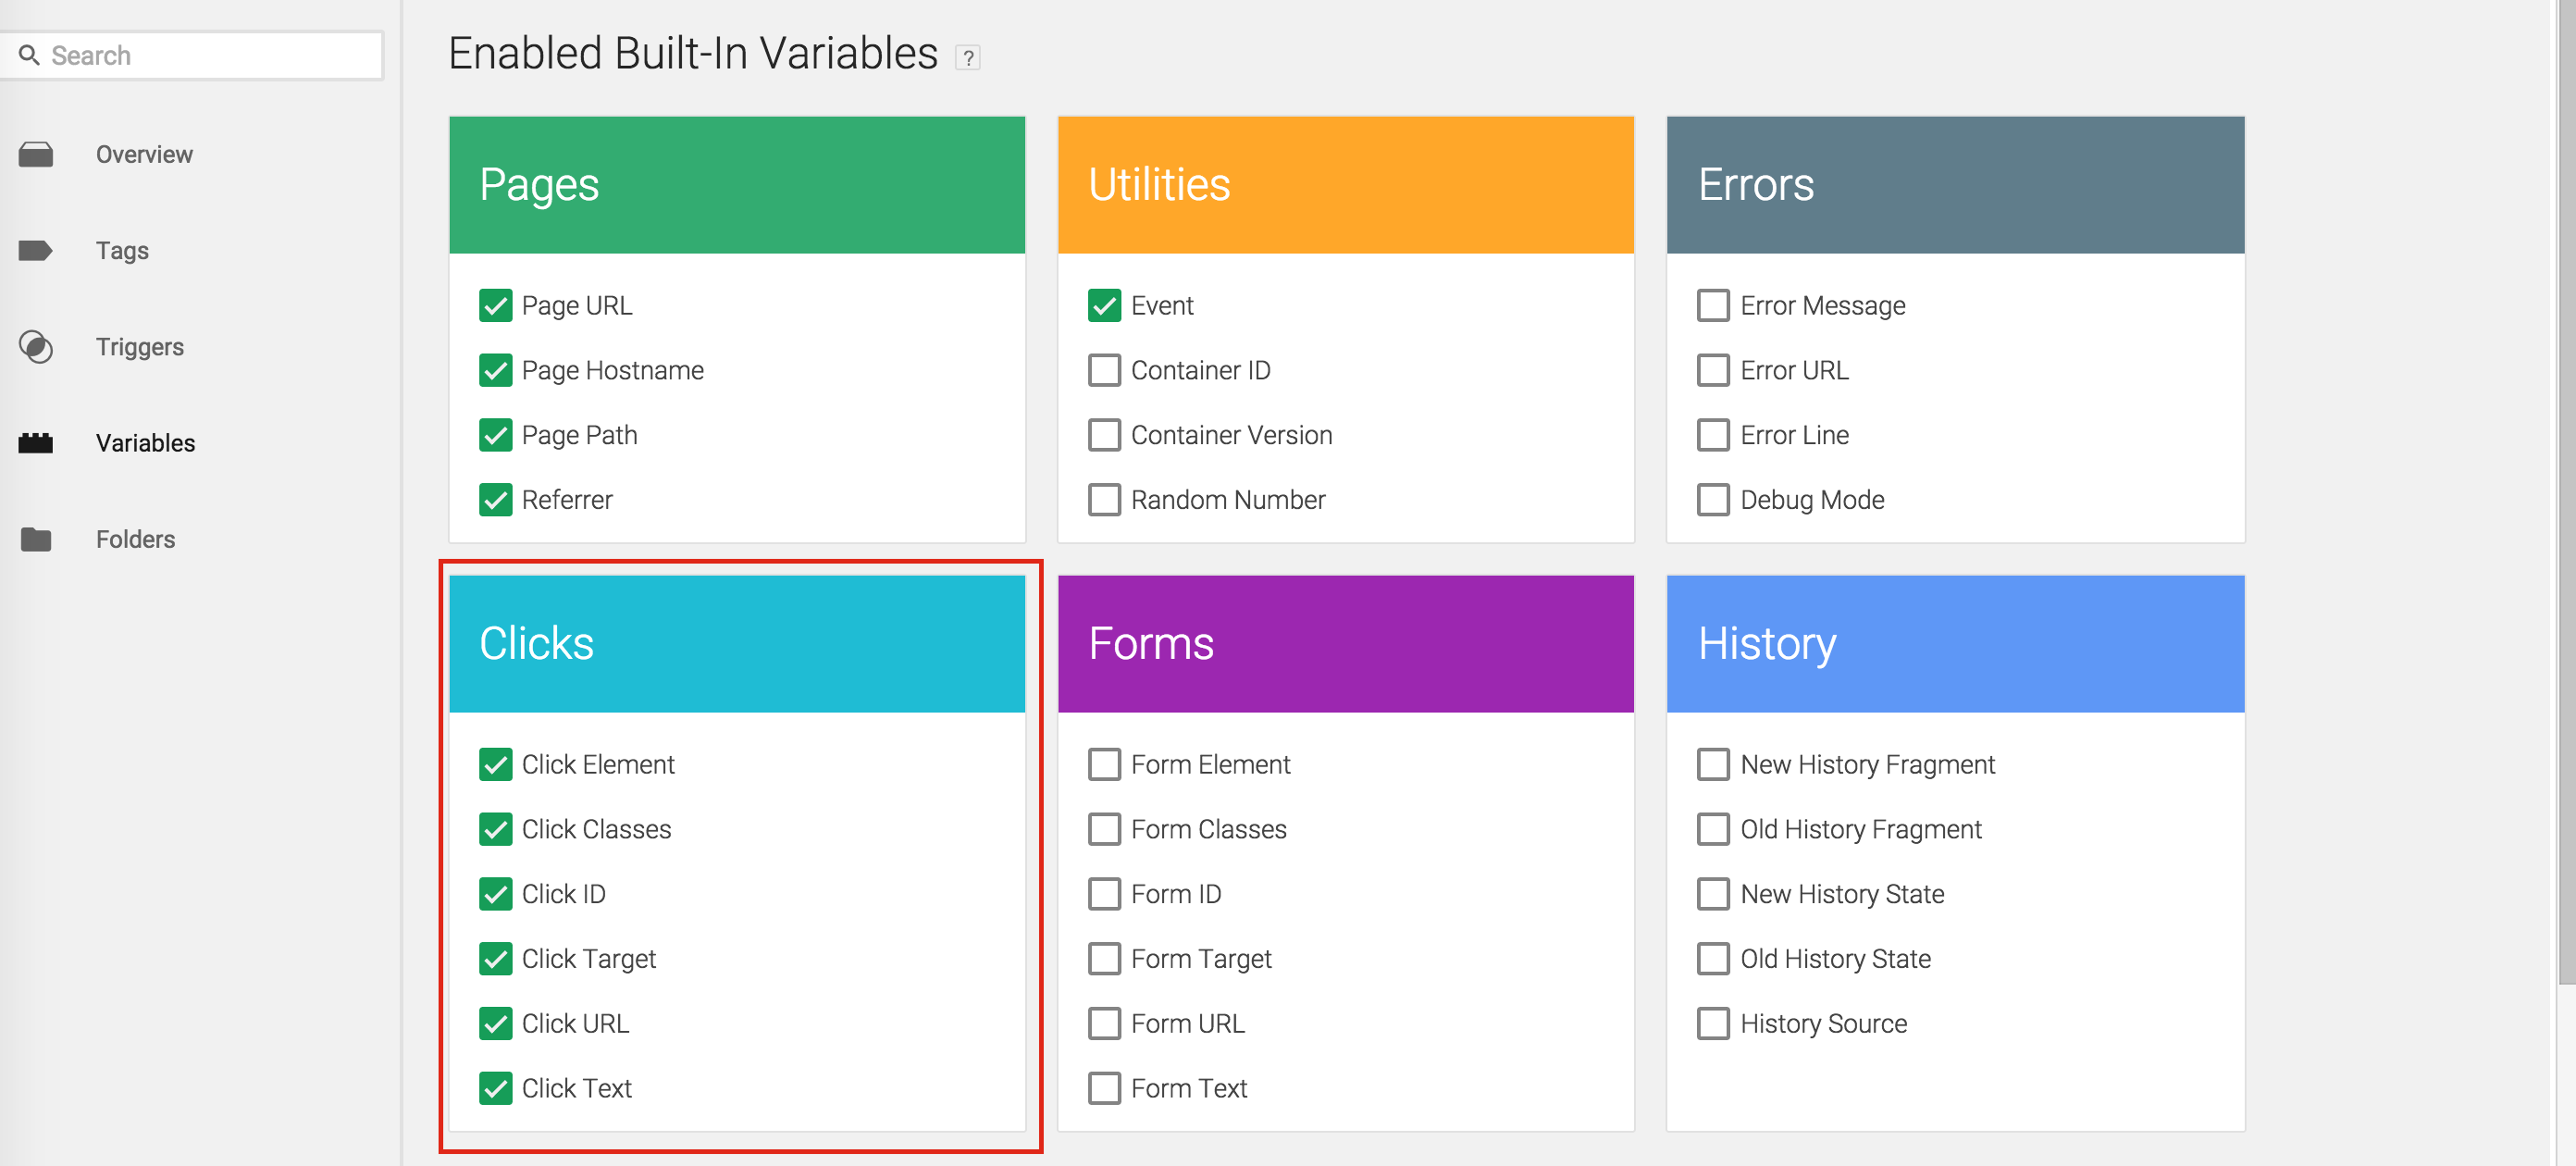 Search
Overview
Tags
Triggers
Variables
Folders
Enabled Built-In Variables ?
Pages
Page URL
Page Hostname
Page Path
Referrer
Utilities
Event
Container ID
Container Version
Random Number
Errors
Error Message
Error URL
Error Line
Debug Mode
Clicks
Click Element
Click Classes
Click ID
Click Target
Click URL
Click Text
Forms
Form Element
Form Classes
Form ID
Form Target
Form URL
Form Text
History
New History Fragment
Old History Fragment
New History State
Old History State
History Source